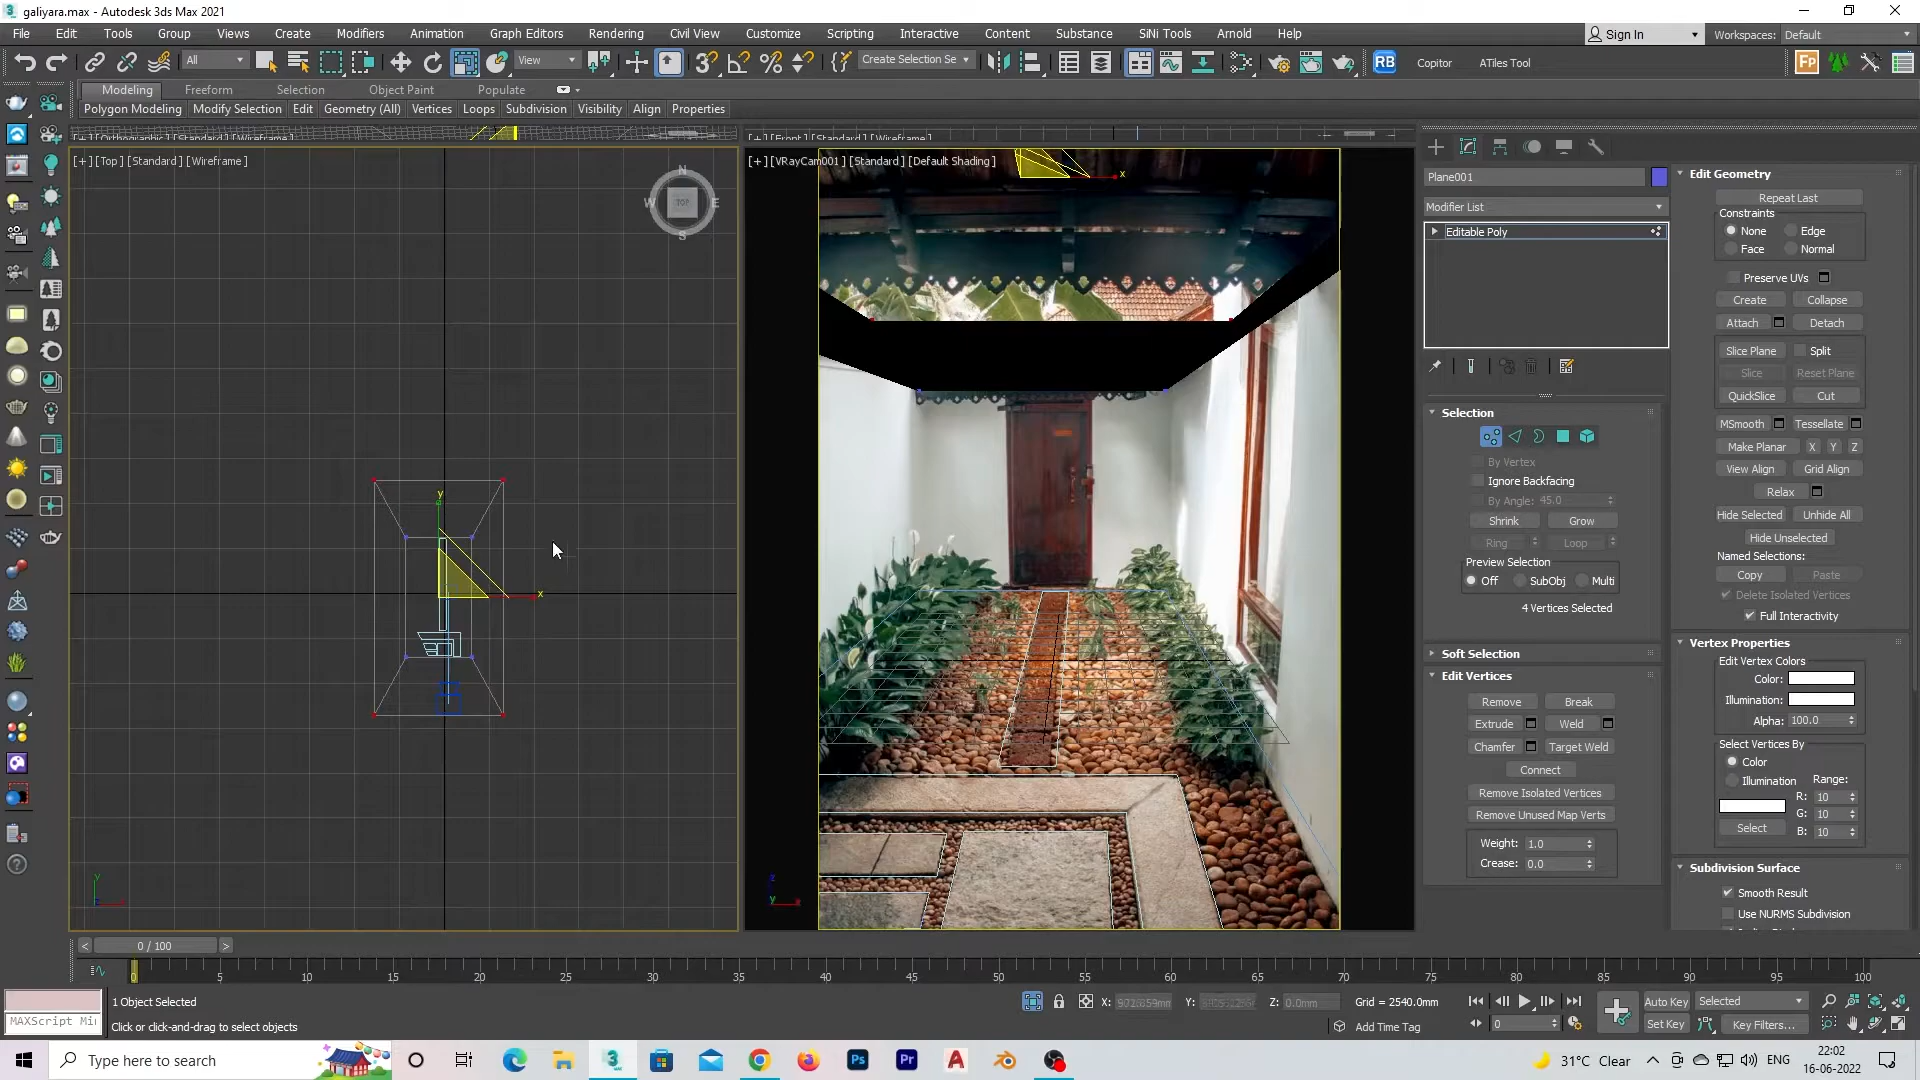 galiyara.max - Autodesk 3ds Max 2021
File Edit Tools Group Views Create Modifiers Animation Graph Editors Rendering Civil View Customize Scripting Interactive Content Substance SiNi Tools Arnold Help
Sign In Workspaces: Default
All View Create Selection Se RB Copitor ATiles Tool Fp
Modeling Freeform Selection Object Paint Populate
Polygon Modeling Modify Selection Edit Geometry (All) Vertices Loops Subdivision Visibility Align Properties
[+] [Orthographic] [Standard] [Wireframe]
[+] [Front] [Standard] [Wireframe]
[+] [Top] [Standard] [Wireframe]
[+] [VRayCam001] [Standard] [Default Shading]
N
W TOP E
S
y
x
x
y
z
y
x
Plane001
Modifier List
Editable Poly
Selection
By Vertex
Ignore Backfacing
By Angle: 45.0
Shrink Grow
Ring Loop
Preview Selection
Off SubObj Multi
4 Vertices Selected
Soft Selection
Edit Vertices
Remove Break
Extrude Weld
Chamfer Target Weld
Connect
Remove Isolated Vertices
Remove Unused Map Verts
Weight: 1.0
Crease: 0.0
Edit Geometry
Repeat Last
Constraints
None Edge
Face Normal
Preserve UVs
Create Collapse
Attach Detach
Slice Plane Split
Slice Reset Plane
QuickSlice Cut
MSmooth Tessellate
Make Planar X Y Z
View Align Grid Align
Relax
Hide Selected Unhide All
Hide Unselected
Named Selections:
Copy Paste
Delete Isolated Vertices
Full Interactivity
Vertex Properties
Edit Vertex Colors
Color:
Illumination:
Alpha: 100.0
Select Vertices By
Color
Illumination Range:
R: 10
G: 10
Select B: 10
Subdivision Surface
Smooth Result
Use NURMS Subdivision
< 0 / 100 >
0 5 10 15 20 25 30 35 40 45 50 55 60 65 70 75 80 85 90 95 100
1 Object Selected
X: Y: Z: 0.0mm Grid = 2540.0mm
Auto Key Selected
MAXScript Mi
Click or click-and-drag to select objects
Add Time Tag
0
Set Key Key Filters...
Type here to search
Ps Pr A
31°C Clear
ENG
22:02
16-06-2022